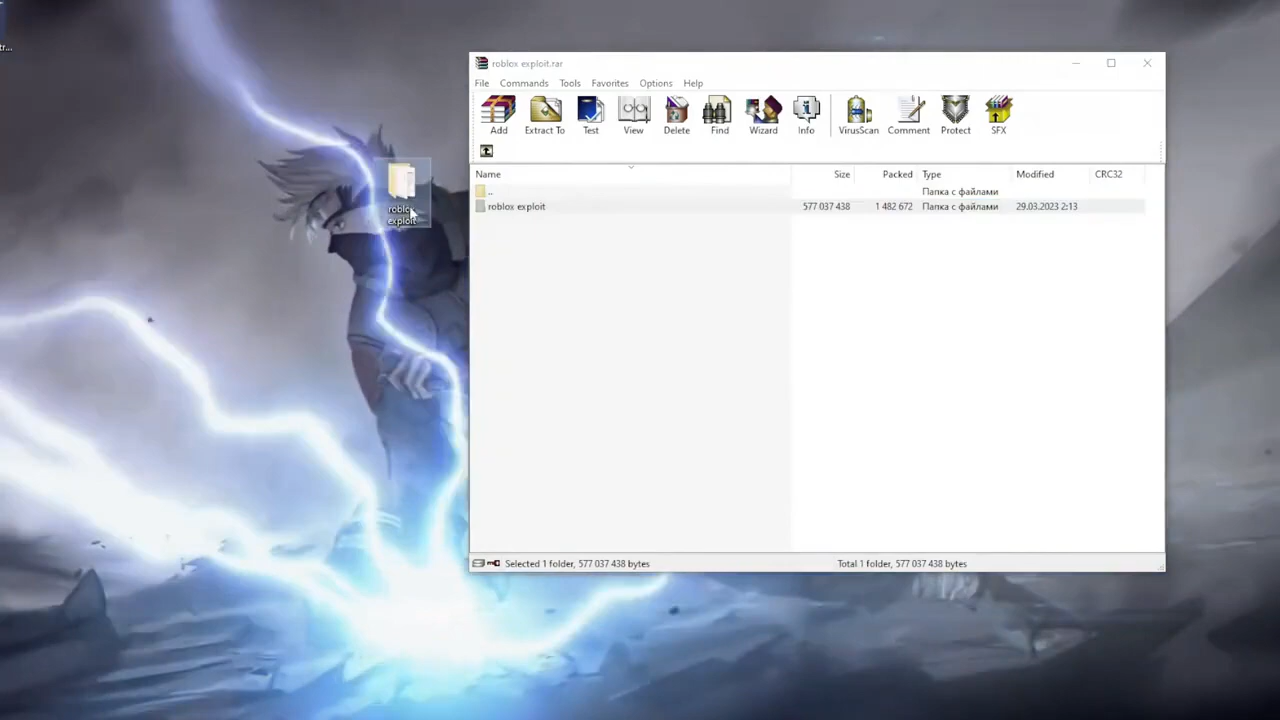 tr...
roblox exploit.rar
File Commands Tools Favorites Options Help
Add Extract To Test View Delete Find Wizard Info VirusScan Comment Protect SFX
Name Size Packed Type Modified CRC32
.. Папка с файлами
roblox exploit 577 037 438 1 482 672 Папка с файлами 29.03.2023 2:13
roblox
exploit
Selected 1 folder, 577 037 438 bytes Total 1 folder, 577 037 438 bytes